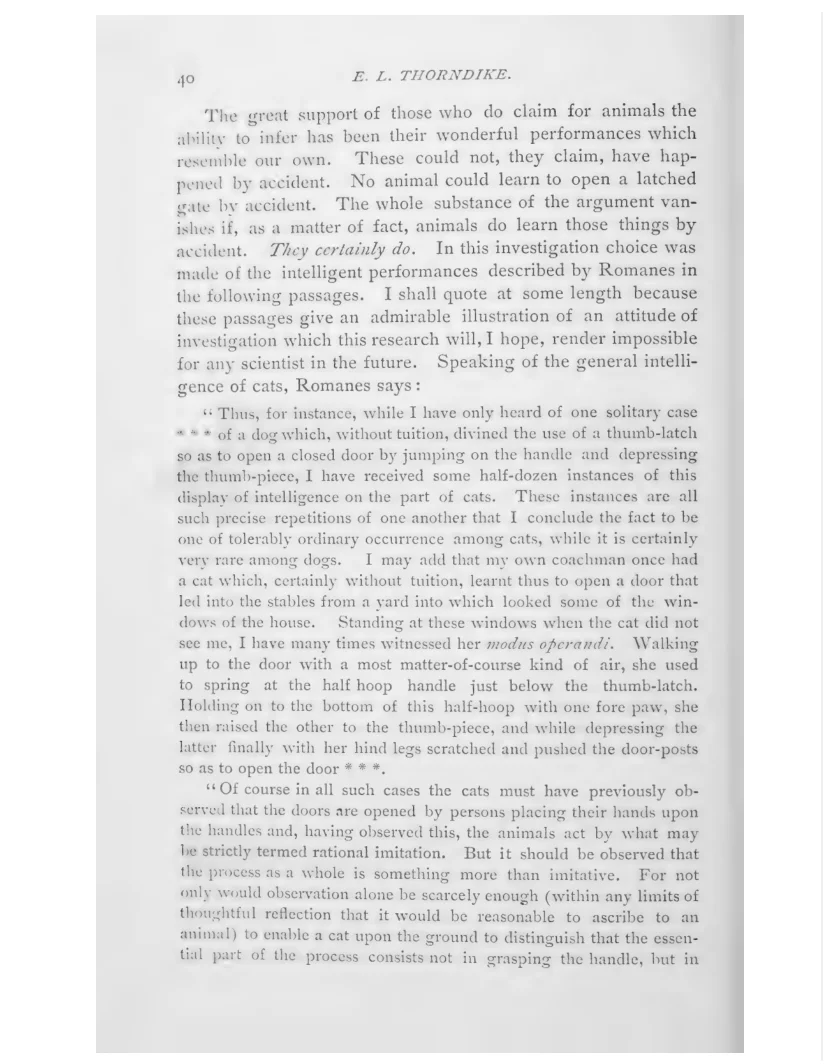 40
E. L. THORNDIKE.
The great support of those who do claim for animals the
ability to infer has been their wonderful performances which
resemble our own. These could not, they claim, have hap-
pened by accident. No animal could learn to open a latched
gate by accident. The whole substance of the argument van-
ishes if, as a matter of fact, animals do learn those things by
accident. They certainly do. In this investigation choice was
made of the intelligent performances described by Romanes in
the following passages. I shall quote at some length because
these passages give an admirable illustration of an attitude of
investigation which this research will, I hope, render impossible
for any scientist in the future. Speaking of the general intelli-
gence of cats, Romanes says:
“Thus, for instance, while I have only heard of one solitary case
* * * of a dog which, without tuition, divined the use of a thumb-latch
so as to open a closed door by jumping on the handle and depressing
the thumb-piece, I have received some half-dozen instances of this
display of intelligence on the part of cats. These instances are all
such precise repetitions of one another that I conclude the fact to be
one of tolerably ordinary occurrence among cats, while it is certainly
very rare among dogs. I may add that my own coachman once had
a cat which, certainly without tuition, learnt thus to open a door that
led into the stables from a yard into which looked some of the win-
dows of the house. Standing at these windows when the cat did not
see me, I have many times witnessed her modus operandi. Walking
up to the door with a most matter-of-course kind of air, she used
to spring at the half hoop handle just below the thumb-latch.
Holding on to the bottom of this half-hoop with one fore paw, she
then raised the other to the thumb-piece, and while depressing the
latter finally with her hind legs scratched and pushed the door-posts
so as to open the door * * *.
“Of course in all such cases the cats must have previously ob-
served that the doors are opened by persons placing their hands upon
the handles and, having observed this, the animals act by what may
be strictly termed rational imitation. But it should be observed that
the process as a whole is something more than imitative. For not
only would observation alone be scarcely enough (within any limits of
thoughtful reflection that it would be reasonable to ascribe to an
animal) to enable a cat upon the ground to distinguish that the essen-
tial part of the process consists not in grasping the handle, but in